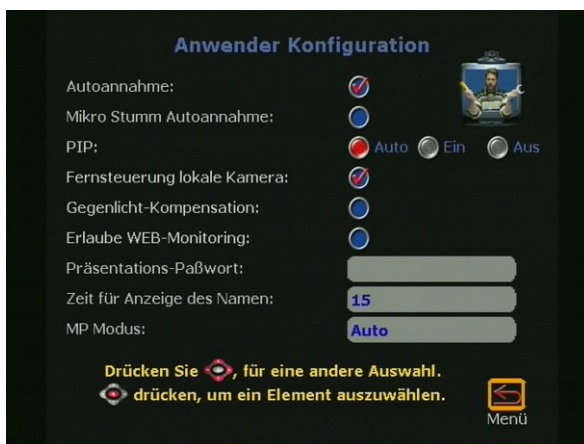 Anwender Konfiguration
Autoannahme:
Mikro Stumm Autoannahme:
PIP: Auto Ein Aus
Fernsteuerung lokale Kamera:
Gegenlicht-Kompensation:
Erlaube WEB-Monitoring:
Präsentations-Paßwort:
Zeit für Anzeige des Namen: 15
MP Modus: Auto
Drücken Sie , für eine andere Auswahl.
drücken, um ein Element auszuwählen.
Menü